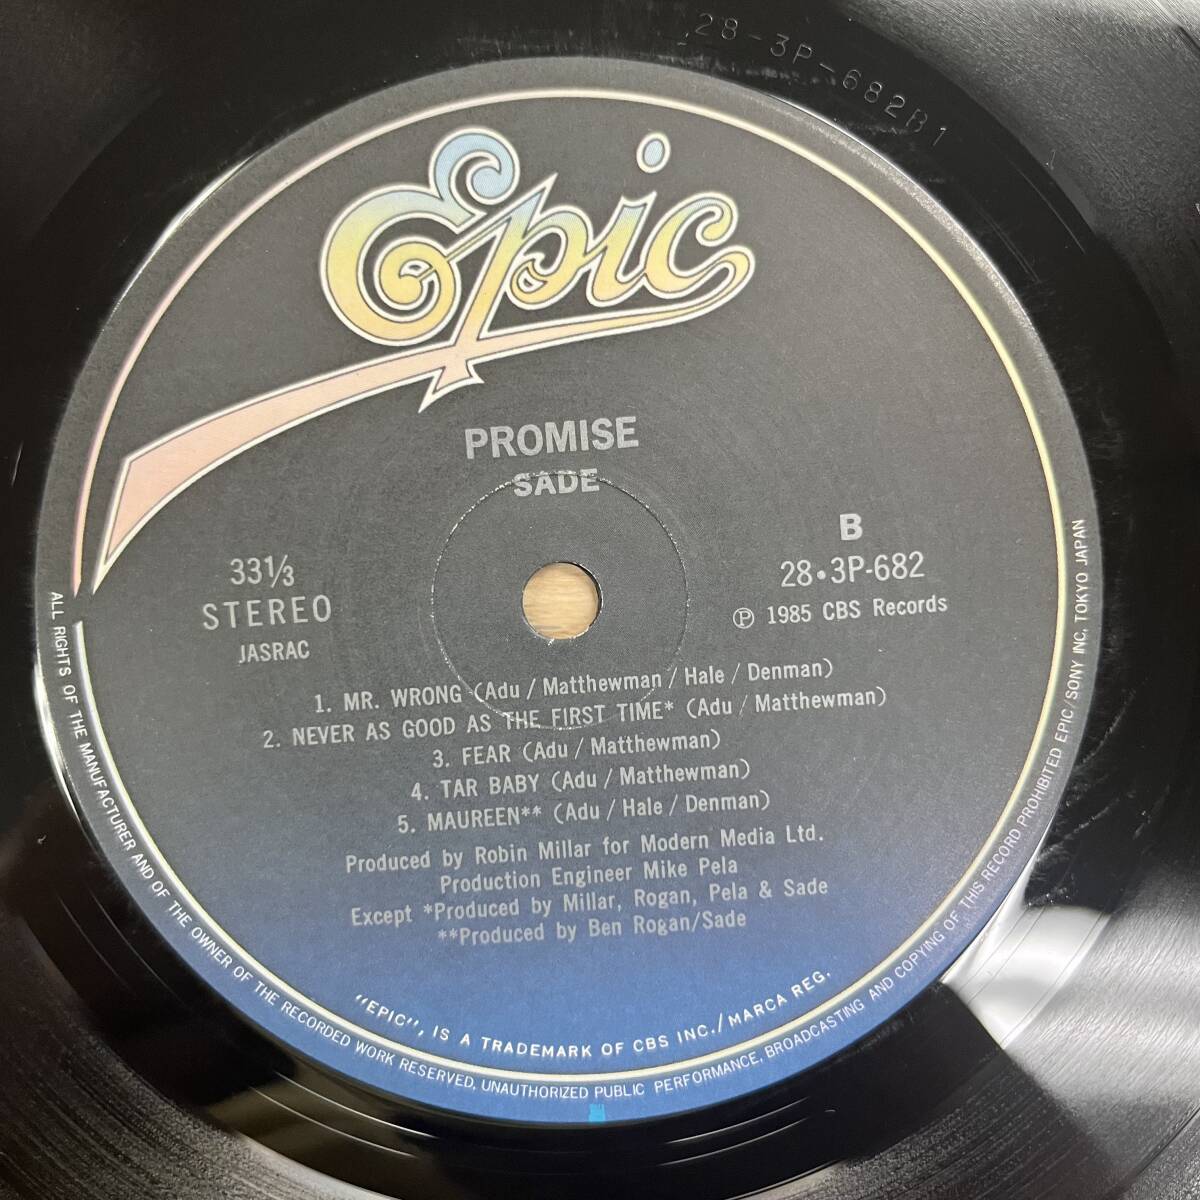 28-3P-682B1
Epic
PROMISE
SADE
33⅓
STEREO
JASRAC
B
28•3P-682
Ⓟ 1985 CBS Records
1. MR. WRONG (Adu / Matthewman / Hale / Denman)
2. NEVER AS GOOD AS THE FIRST TIME* (Adu / Matthewman)
3. FEAR (Adu / Matthewman)
4. TAR BABY (Adu / Matthewman)
5. MAUREEN** (Adu / Hale / Denman)
Produced by Robin Millar for Modern Media Ltd.
Production Engineer Mike Pela
Except *Produced by Millar, Rogan, Pela & Sade
**Produced by Ben Rogan/Sade
"EPIC", IS A TRADEMARK OF CBS INC./MARCA REG.
ALL RIGHTS OF THE MANUFACTURER AND OF THE OWNER OF THE RECORDED WORK RESERVED, UNAUTHORIZED PUBLIC PERFORMANCE, BROADCASTING AND COPYING OF THIS RECORD PROHIBITED EPIC/SONY INC, TOKYO JAPAN